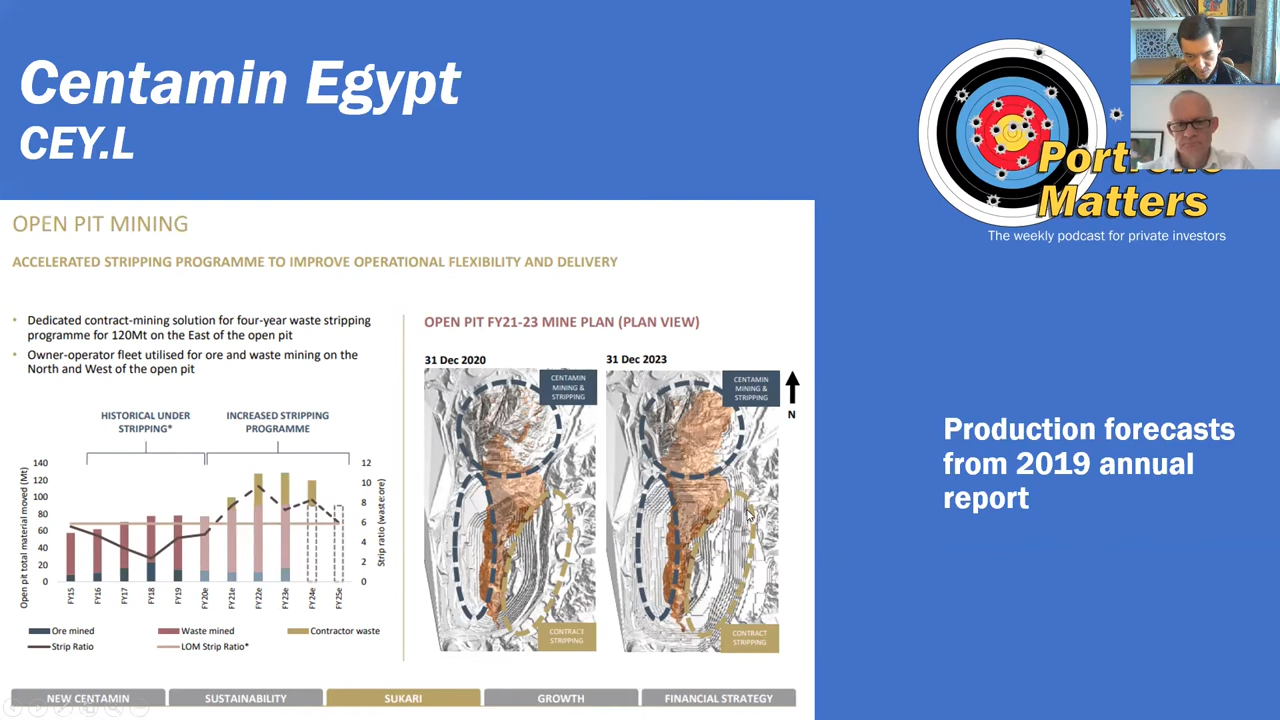 Centamin Egypt
CEY.L
Matters
The weekly podcast for private investors
OPEN PIT MINING
ACCELERATED STRIPPING PROGRAMME TO IMPROVE OPERATIONAL FLEXIBILITY AND DELIVERY
• Dedicated contract-mining solution for four-year waste stripping
programme for 120Mt on the East of the open pit
• Owner-operator fleet utilised for ore and waste mining on the
North and West of the open pit
HISTORICAL UNDER
STRIPPING*
INCREASED STRIPPING
PROGRAMME
Open pit total material moved (Mt)
140
120
100
80
60
40
20
0
12
10
8
6
4
2
0
Strip ratio (waste:ore)
FY15 FY16 FY17 FY18 FY19 FY20e FY21e FY22e FY23e FY24e FY25e
Ore mined Waste mined Contractor waste
Strip Ratio LOM Strip Ratio*
OPEN PIT FY21-23 MINE PLAN (PLAN VIEW)
31 Dec 2020
CENTAMIN
MINING &
STRIPPING
CONTRACT
STRIPPING
31 Dec 2023
CENTAMIN
MINING &
STRIPPING
CONTRACT
STRIPPING
N
Production forecasts
from 2019 annual
report
NEW CENTAMIN SUSTAINABILITY SUKARI GROWTH FINANCIAL STRATEGY